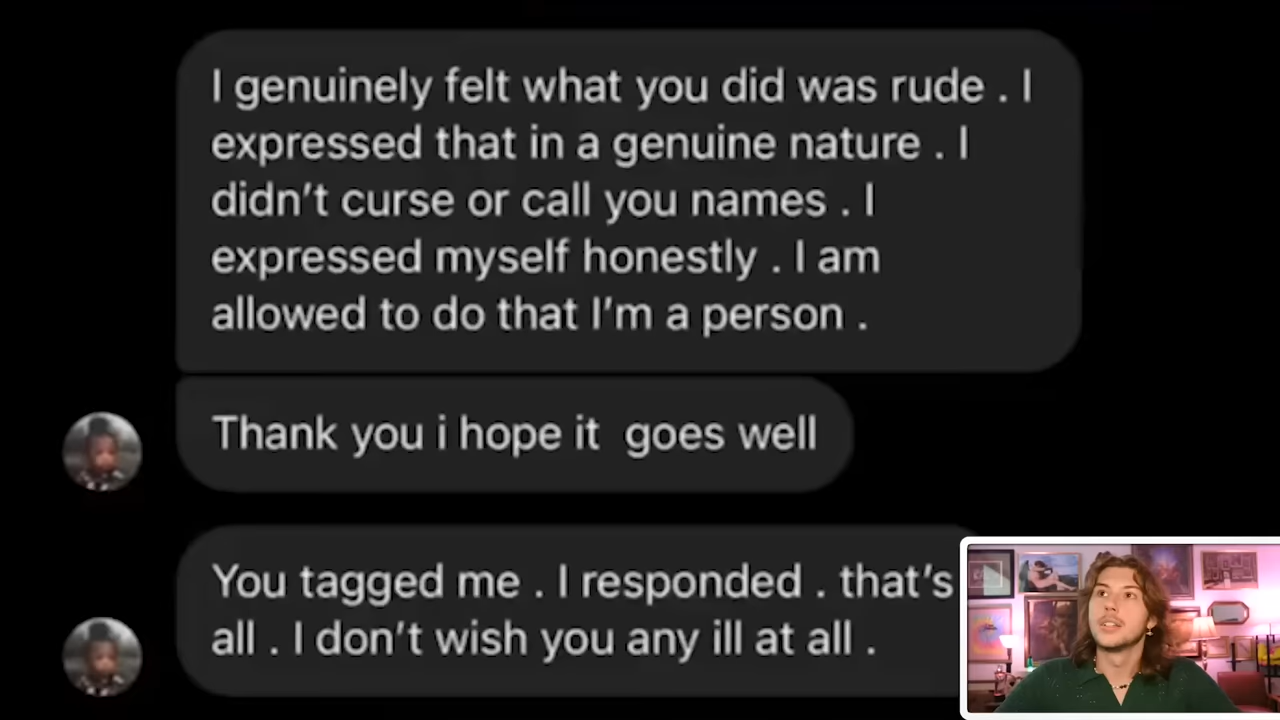 I genuinely felt what you did was rude . I
expressed that in a genuine nature . I
didn’t curse or call you names . I
expressed myself honestly . I am
allowed to do that I’m a person .
Thank you i hope it  goes well
You tagged me . I responded . that’s
all . I don’t wish you any ill at all .